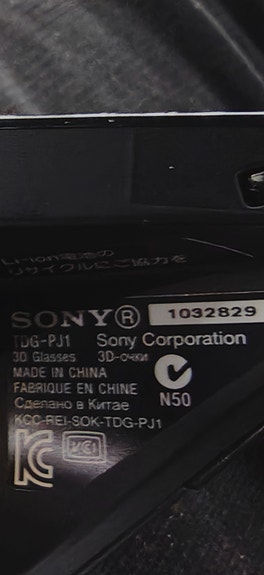 Li-ion電池の
リサイクルにご協力を
SONY® 1032829
TDG-PJ1 Sony Corporation
3D Glasses 3D-очки
MADE IN CHINA
FABRIQUE EN CHINE N50
Сделано в Китае
KCC-REI-SOK-TDG-PJ1
KC VCI